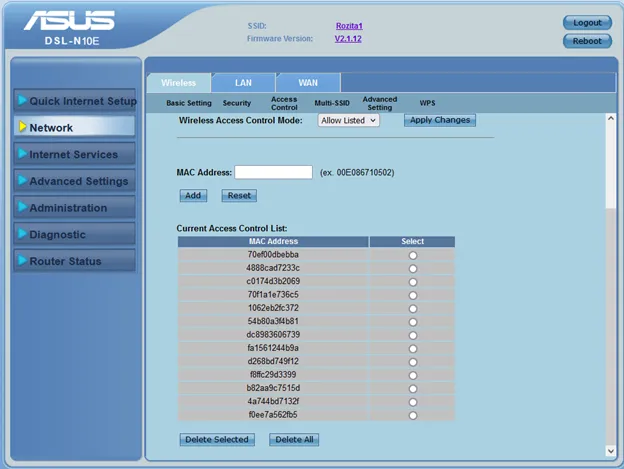 ASUS
DSL-N10E
SSID: Rozita1
Firmware Version: V2.1.12
Logout
Reboot
Quick Internet Setup
Network
Internet Services
Advanced Settings
Administration
Diagnostic
Router Status
Wireless LAN WAN
Basic Setting Security Access Control Multi-SSID Advanced Setting WPS
Wireless Access Control Mode: Allow Listed Apply Changes
MAC Address: (ex. 00E086710502)
Add Reset
Current Access Control List:
MAC Address Select
70ef00dbebba
4888cad7233c
c0174d3b2069
70f1a1e736c5
1062eb2fc372
54b80a3f4b81
dc8983606739
fa1561244b9a
d268bd749f12
f8ffc29d3399
b82aa9c7515d
4a744bd7132f
f0ee7a562fb5
Delete Selected Delete All